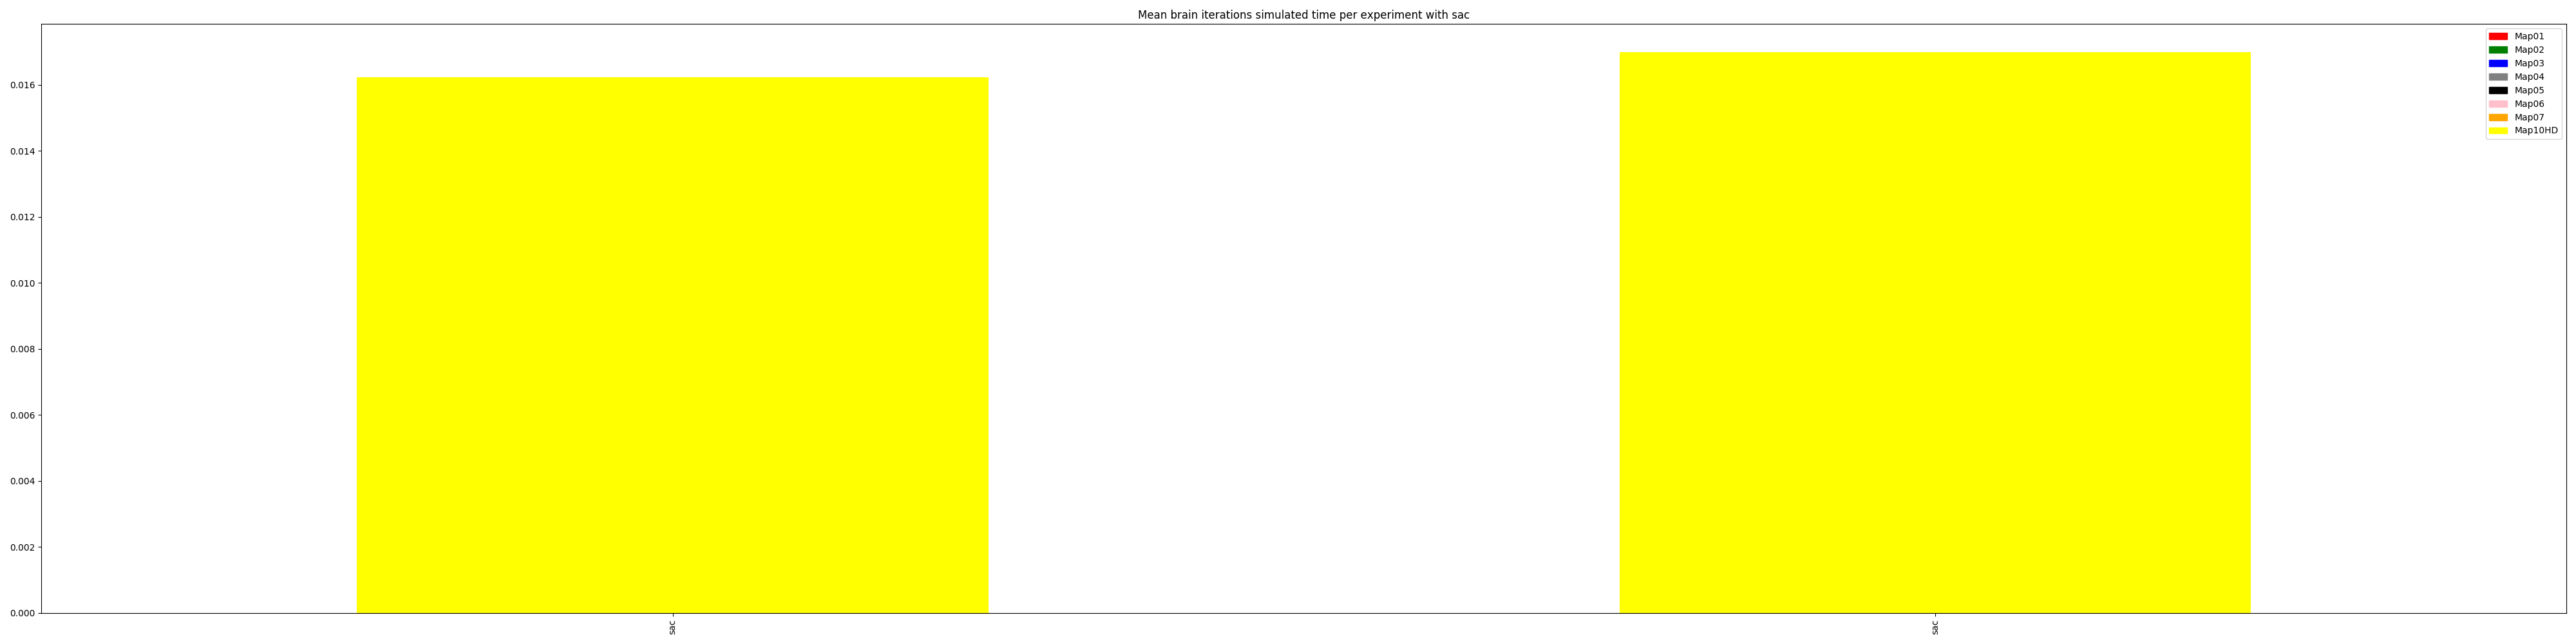 Mean brain iterations simulated time per experiment with sac
Map01
Map02
Map03
Map04
Map05
Map06
Map07
Map10HD
0.016
0.014
0.012
0.010
0.008
0.006
0.004
0.002
0.000
sac
sac